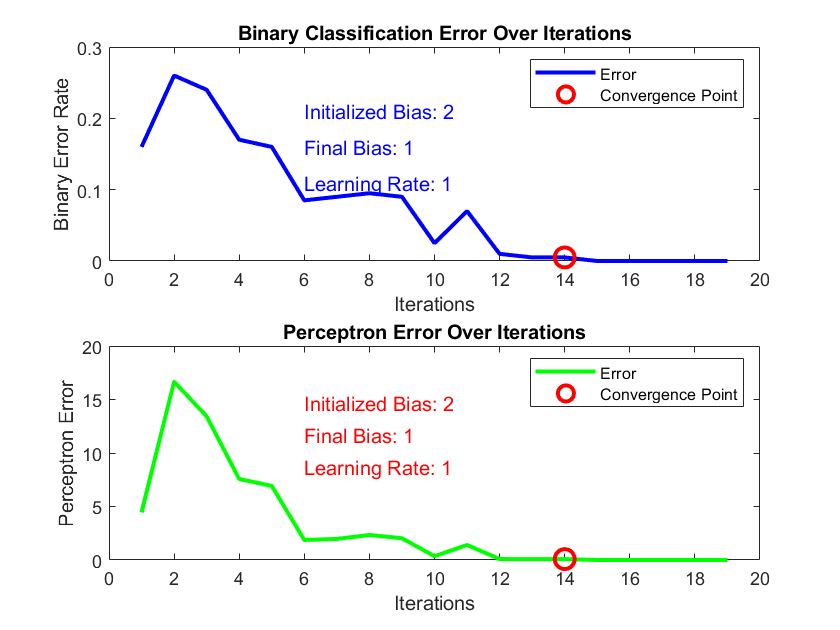 Binary Classification Error Over Iterations
0.3
0.2
0.1
0
Binary Error Rate
Error
Convergence Point
Initialized Bias: 2
Final Bias: 1
Learning Rate: 1
0 2 4 6 8 10 12 14 16 18 20
Iterations
Perceptron Error Over Iterations
20
15
10
5
0
Perceptron Error
Error
Convergence Point
Initialized Bias: 2
Final Bias: 1
Learning Rate: 1
0 2 4 6 8 10 12 14 16 18 20
Iterations